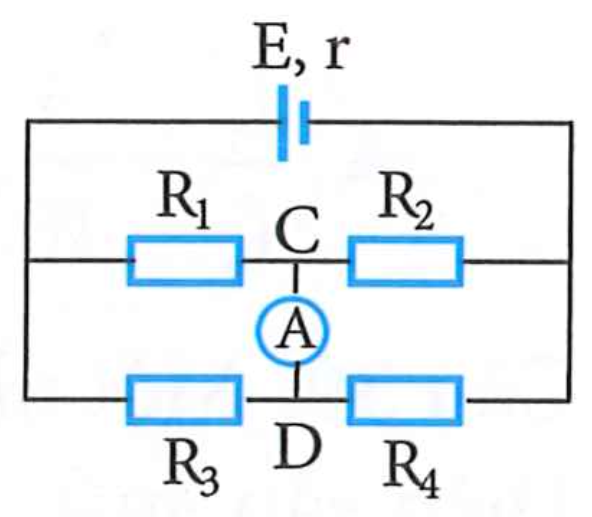 E, r
R₁ C R₂
A
R₃ D R₄